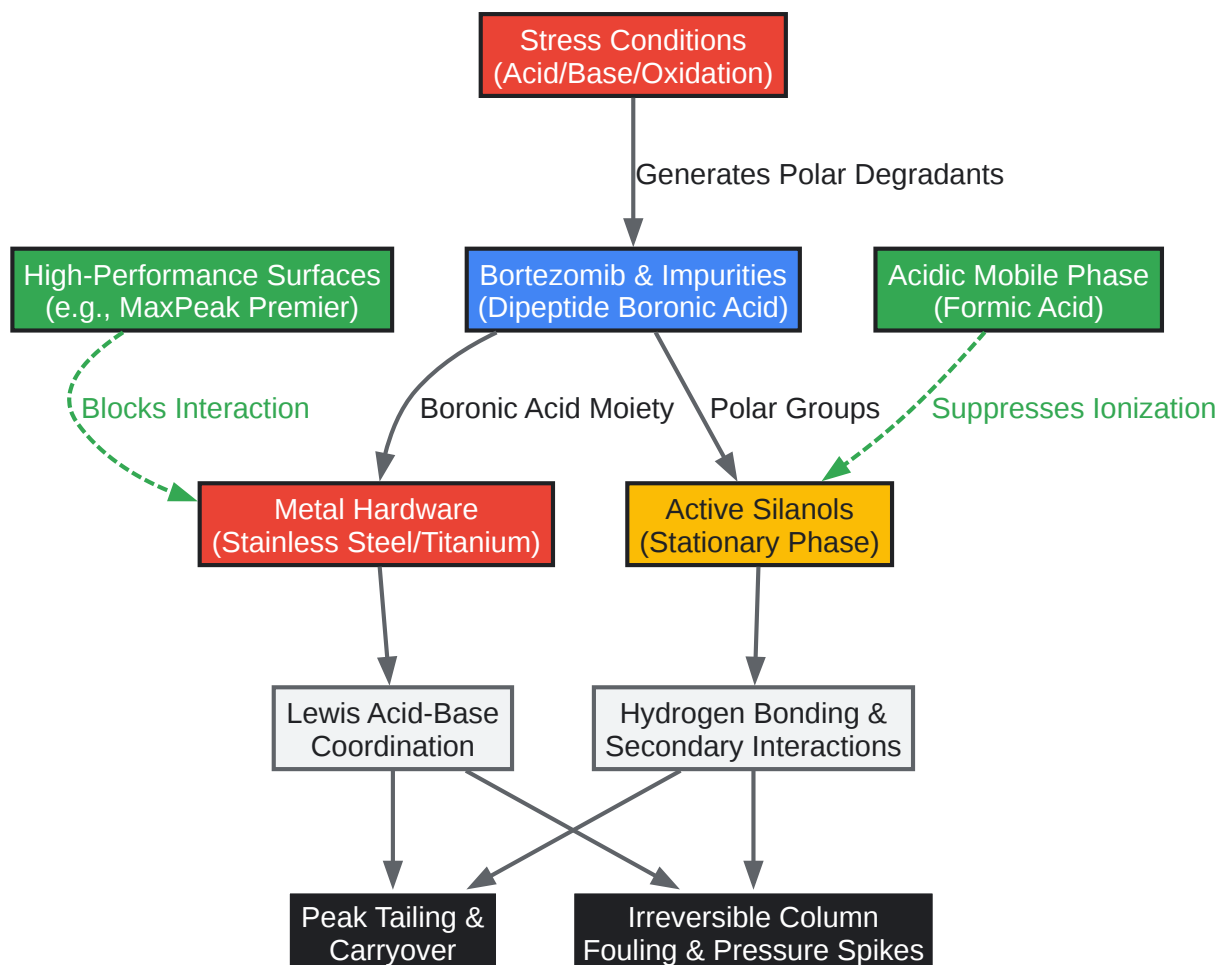 Stress Conditions
(Acid/Base/Oxidation)
Generates Polar Degradants
High-Performance Surfaces
(e.g., MaxPeak Premier)
Bortezomib & Impurities
(Dipeptide Boronic Acid)
Acidic Mobile Phase
(Formic Acid)
Blocks Interaction
Boronic Acid Moiety
Polar Groups
Suppresses Ionization
Metal Hardware
(Stainless Steel/Titanium)
Active Silanols
(Stationary Phase)
Lewis Acid-Base
Coordination
Hydrogen Bonding &
Secondary Interactions
Peak Tailing &
Carryover
Irreversible Column
Fouling & Pressure Spikes